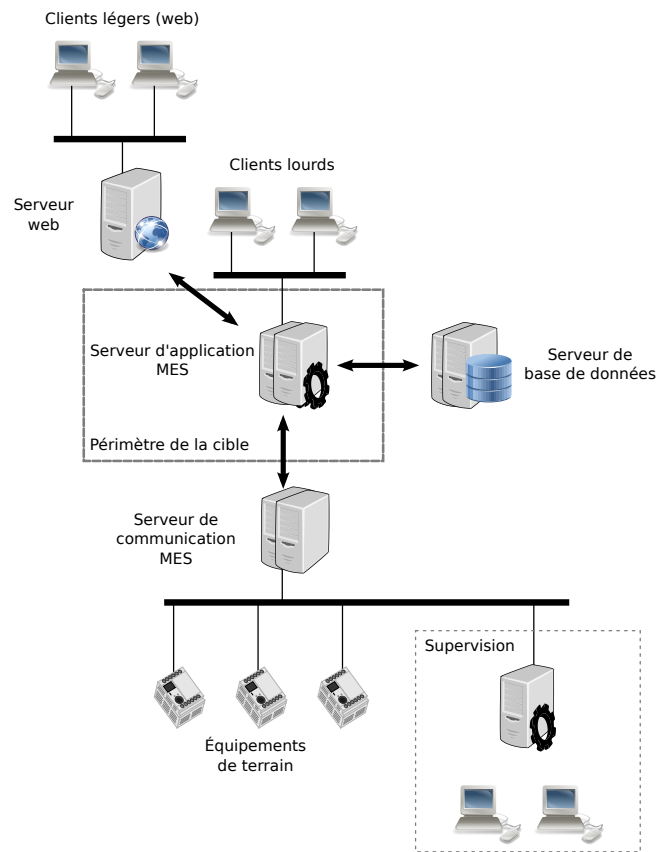 Clients légers (web)
Clients lourds
Serveur
web
Serveur d'application
MES
Serveur de
base de données
Périmètre de la cible
Serveur de
communication
MES
Supervision
Équipements
de terrain